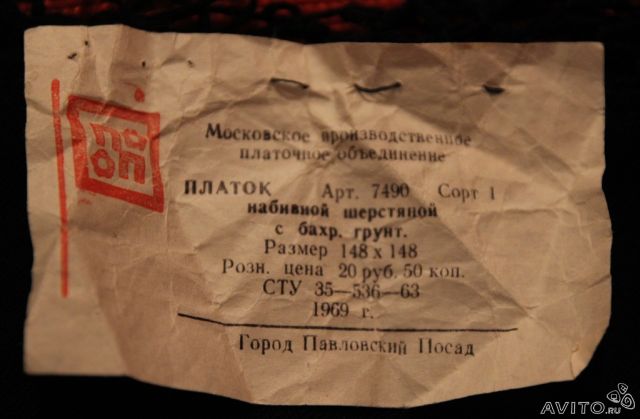 Московское производственное
платочное объединение
ПЛАТОК Арт. 7490 Сорт 1
набивной шерстяной
с бахр. грунт.
Размер 148 х 148
Розн. цена 20 руб. 50 коп.
СТУ 35—536—63
1969 г.
Город Павловский Посад
AVITO.ru